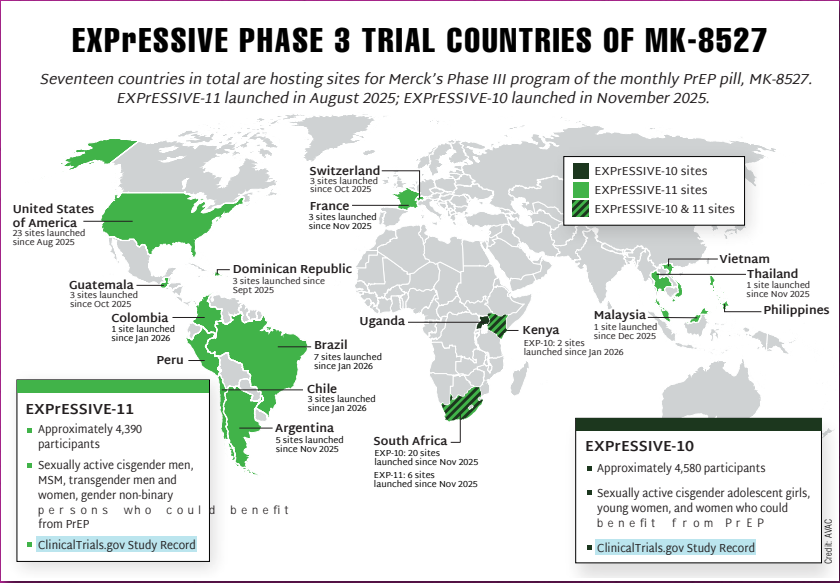 EXPrESSIVE PHASE 3 TRIAL COUNTRIES OF MK-8527
Seventeen countries in total are hosting sites for Merck's Phase III program of the monthly PrEP pill, MK-8527.
EXPrESSIVE-11 launched in August 2025; EXPrESSIVE-10 launched in November 2025.
Switzerland
3 sites launched
since Oct 2025
France
3 sites launched
since Nov 2025
EXPrESSIVE-10 sites
EXPrESSIVE-11 sites
EXPrESSIVE-10 & 11 sites
United States
of America
23 sites launched
since Aug 2025
Guatemala
3 sites launched
since Oct 2025
Dominican Republic
3 sites launched since
Sept 2025
Colombia
1 site launched
since Jan 2026
Peru
Brazil
7 sites launched
since Jan 2026
Chile
3 sites launched
since Jan 2026
Argentina
5 sites launched
since Nov 2025
Uganda
Kenya
EXP-10: 2 sites
launched since Jan 2026
South Africa
EXP-10: 20 sites
launched since Nov 2025
EXP-11: 6 sites
launched since Nov 2025
Vietnam
Thailand
1 site launched
since Nov 2025
Philippines
Malaysia
1 site launched
since Dec 2025
EXPrESSIVE-11
Approximately 4,390
participants
Sexually active cisgender men,
MSM, transgender men and
women, gender non-binary
persons who could benefit
from PrEP
ClinicalTrials.gov Study Record
EXPrESSIVE-10
Approximately 4,580 participants
Sexually active cisgender adolescent girls,
young women, and women who could
benefit from PrEP
ClinicalTrials.gov Study Record
Credit: AVAC